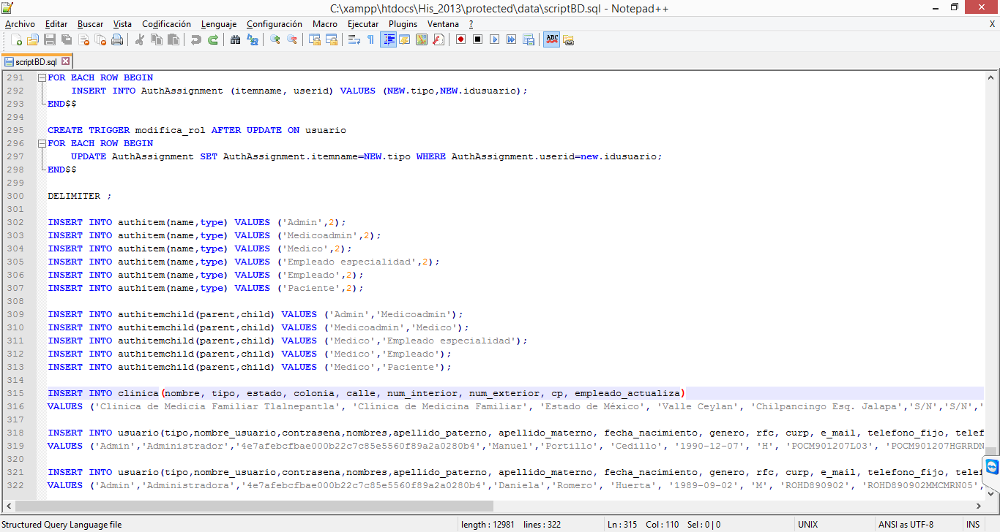 C:\xampp\htdocs\His_2013\protected\data\scriptBD.sql - Notepad++
Archivo Editar Buscar Vista Codificación Lenguaje Configuración Macro Ejecutar Plugins Ventana ? X
scriptBD.sql
291 FOR EACH ROW BEGIN
292 INSERT INTO AuthAssignment (itemname, userid) VALUES (NEW.tipo,NEW.idusuario);
293 END$$
294
295 CREATE TRIGGER modifica_rol AFTER UPDATE ON usuario
296 FOR EACH ROW BEGIN
297 UPDATE AuthAssignment SET AuthAssignment.itemname=NEW.tipo WHERE AuthAssignment.userid=new.idusuario;
298 END$$
299
300 DELIMITER ;
301
302 INSERT INTO authitem(name,type) VALUES ('Admin',2);
303 INSERT INTO authitem(name,type) VALUES ('Medicoadmin',2);
304 INSERT INTO authitem(name,type) VALUES ('Medico',2);
305 INSERT INTO authitem(name,type) VALUES ('Empleado especialidad',2);
306 INSERT INTO authitem(name,type) VALUES ('Empleado',2);
307 INSERT INTO authitem(name,type) VALUES ('Paciente',2);
308
309 INSERT INTO authitemchild(parent,child) VALUES ('Admin','Medicoadmin');
310 INSERT INTO authitemchild(parent,child) VALUES ('Medicoadmin','Medico');
311 INSERT INTO authitemchild(parent,child) VALUES ('Medico','Empleado especialidad');
312 INSERT INTO authitemchild(parent,child) VALUES ('Medico','Empleado');
313 INSERT INTO authitemchild(parent,child) VALUES ('Medico','Paciente');
314
315 INSERT INTO clinica(nombre, tipo, estado, colonia, calle, num_interior, num_exterior, cp, empleado_actualiza)
316 VALUES ('Clinica de Medicia Familiar Tlalnepantla', 'Clínica de Medicina Familiar', 'Estado de México', 'Valle Ceylan', 'Chilpancingo Esq. Jalapa','S/N','S/N','
317
318 INSERT INTO usuario(tipo,nombre_usuario,contrasena,nombres,apellido_paterno, apellido_materno, fecha_nacimiento, genero, rfc, curp, e_mail, telefono_fijo, telef
319 VALUES ('Admin','Administrador','4e7afebcfbae000b22c7c85e5560f89a2a0280b4','Manuel','Portillo', 'Cedillo', '1990-12-07', 'H', 'POCM901207L03', 'POCM901207HGRRDN
320
321 INSERT INTO usuario(tipo,nombre_usuario,contrasena,nombres,apellido_paterno, apellido_materno, fecha_nacimiento, genero, rfc, curp, e_mail, telefono_fijo, telef
322 VALUES ('Admin','Administradora','4e7afebcfbae000b22c7c85e5560f89a2a0280b4','Daniela','Romero', 'Huerta', '1989-09-02', 'M', 'ROHD890902', 'ROHD890902MMCMRN05',
Structured Query Language file length : 12981 lines : 322 Ln : 315 Col : 110 Sel : 0 | 0 UNIX ANSI as UTF-8 INS